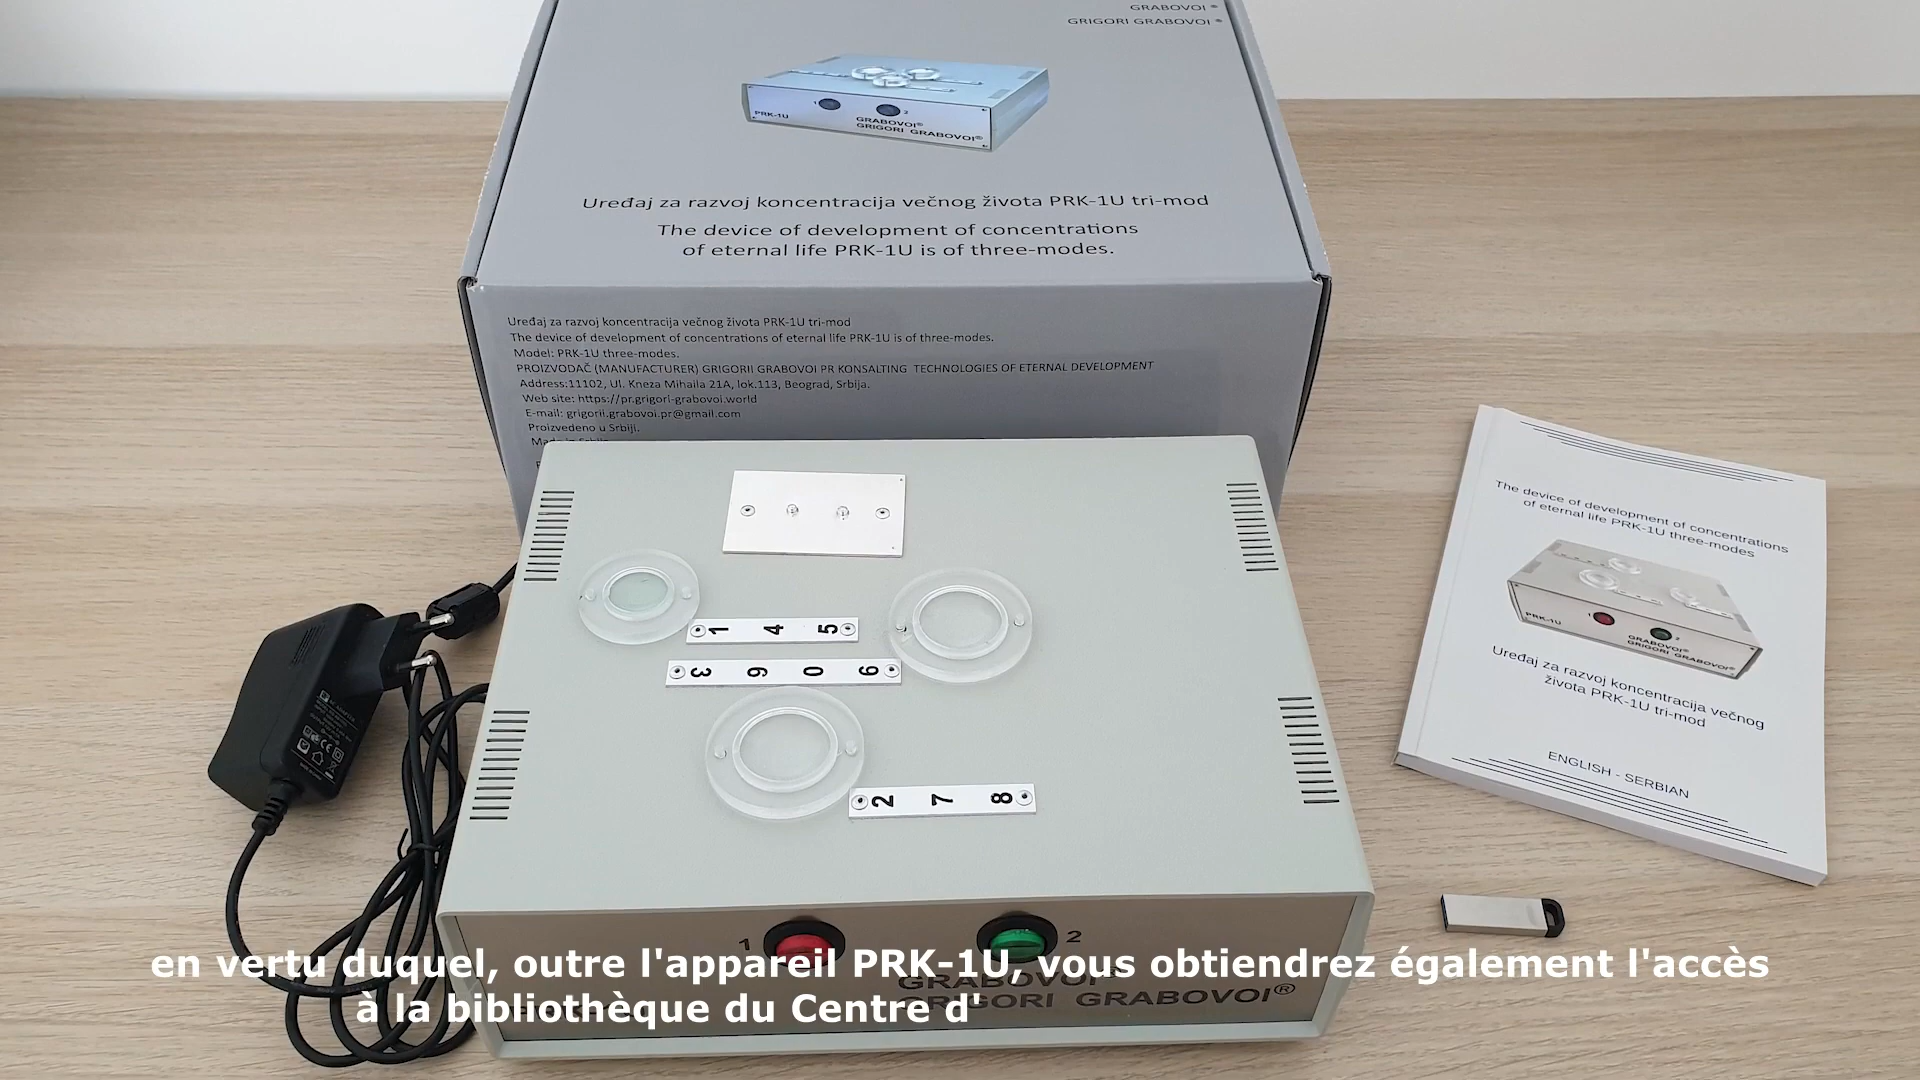 GRABOVOI ®
GRIGORI GRABOVOI ®
PRK-1U
1
2
GRABOVOI®
GRIGORI GRABOVOI®
Uređaj za razvoj koncentracija večnog života PRK-1U tri-mod
The device of development of concentrations
of eternal life PRK-1U is of three-modes.
Uređaj za razvoj koncentracija večnog života PRK-1U tri-mod
The device of development of concentrations of eternal life PRK-1U is of three-modes.
Model: PRK-1U three-modes.
PROIZVODAČ (MANUFACTURER) GRIGORII GRABOVOI PR KONSALTING TECHNOLOGIES OF ETERNAL DEVELOPMENT
Address:11102, Ul. Kneza Mihaila 21A, lok.113, Beograd, Srbija.
Web site: https://pr.grigori-grabovoi.world
E-mail: grigorii.grabovoi.pr@gmail.com
Proizvedeno u Srbiji.
1 4 5
3 9 0 6
2 7 8
The device of development of concentrations
of eternal life PRK-1U three-modes
PRK-1U
1
2
GRABOVOI®
GRIGORI GRABOVOI®
Uređaj za razvoj koncentracija večnog
života PRK-1U tri-mod
ENGLISH - SERBIAN
1
2
GRABOVOI®
GRIGORI GRABOVOI®
en vertu duquel, outre l'appareil PRK-1U, vous obtiendrez également l'accès
à la bibliothèque du Centre d'